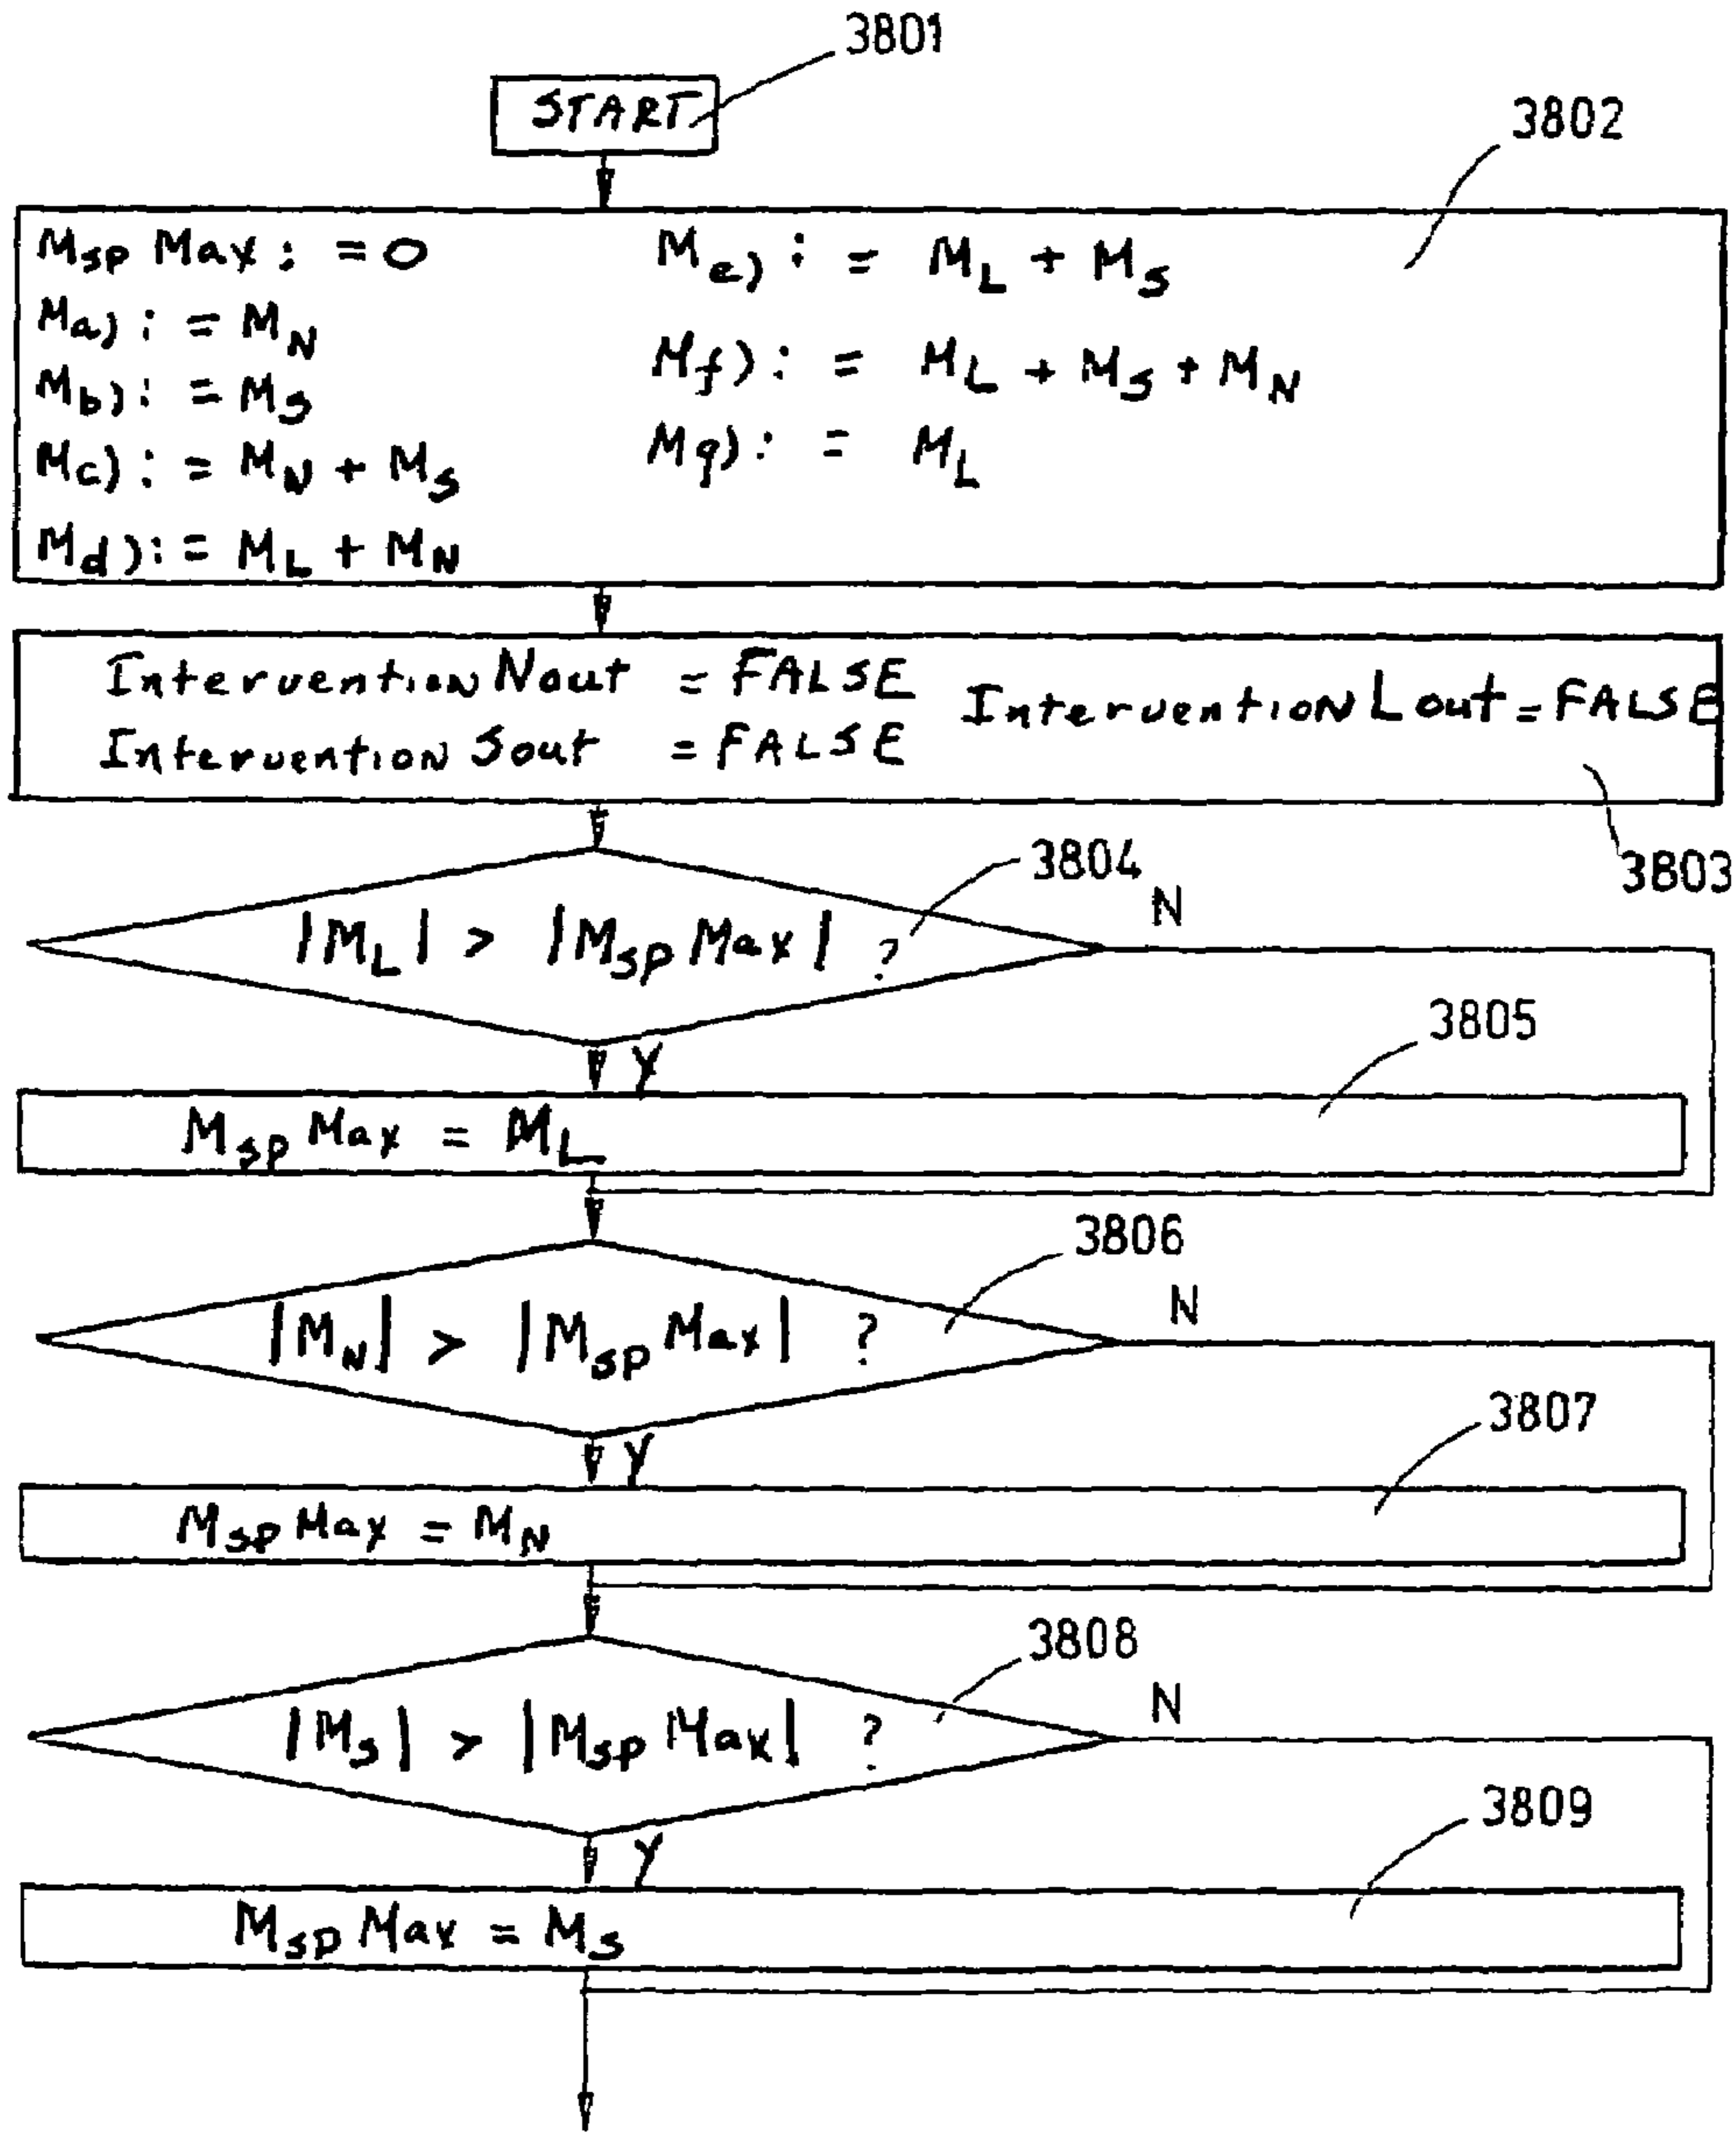 3801
START
3802
Msp Max : = 0
Ma) : = MN
Mb) : = MS
Mc) : = MN + MS
Md) : = ML + MN
Me) : = ML + MS
Mf) : = ML + MS + MN
Mg) : = ML
Intervention Nout = FALSE
Intervention Sout = FALSE
Intervention Lout = FALSE
3803
3804
|ML| > |Msp Max| ?
N
Y
3805
Msp Max = ML
3806
|MN| > |Msp Max| ?
N
Y
3807
Msp Max = MN
3808
|MS| > |Msp Max| ?
N
Y
3809
Msp Max = MS